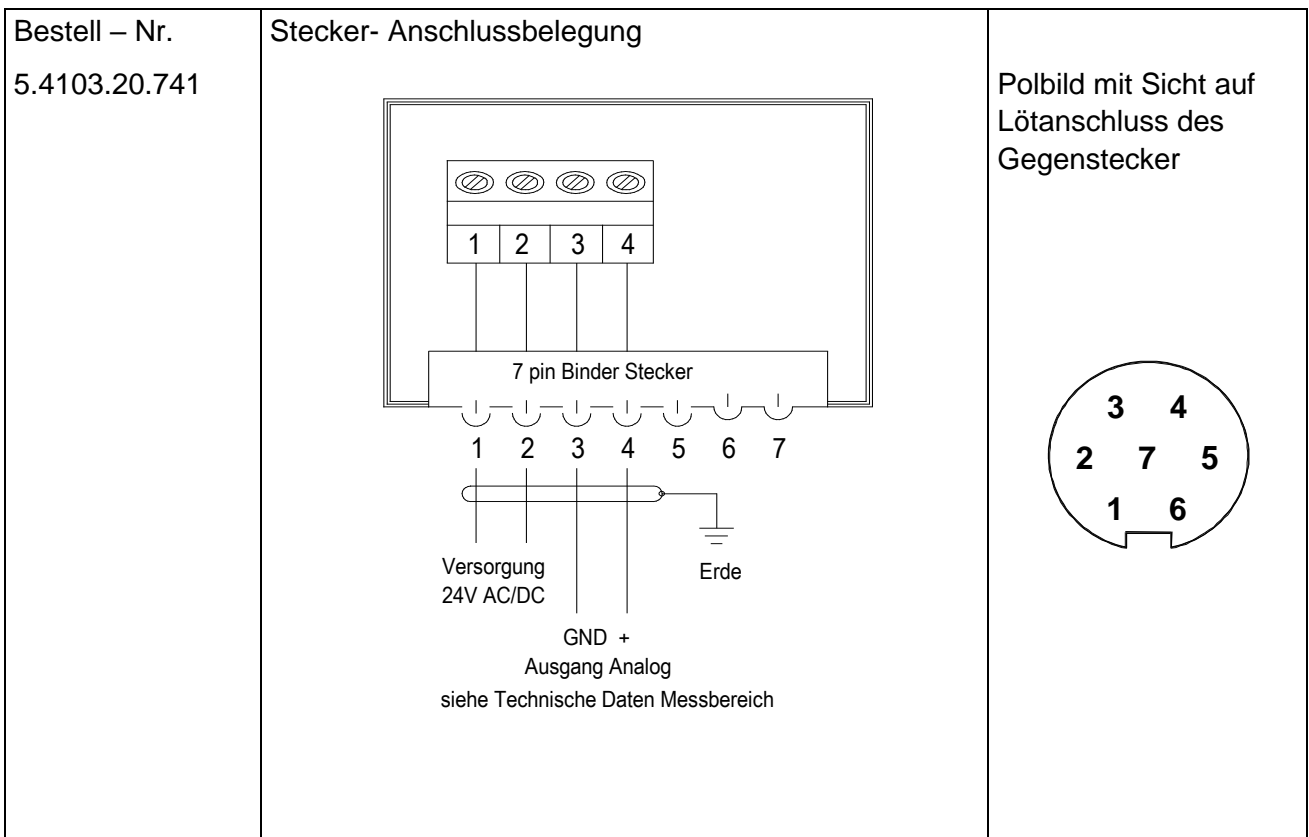 Bestell – Nr.
5.4103.20.741
Stecker- Anschlussbelegung
1 2 3 4
7 pin Binder Stecker
1 2 3 4 5 6 7
Versorgung
24V AC/DC
Erde
GND +
Ausgang Analog
siehe Technische Daten Messbereich
Polbild mit Sicht auf
Lötanschluss des
Gegenstecker
3 4
2 7 5
1 6